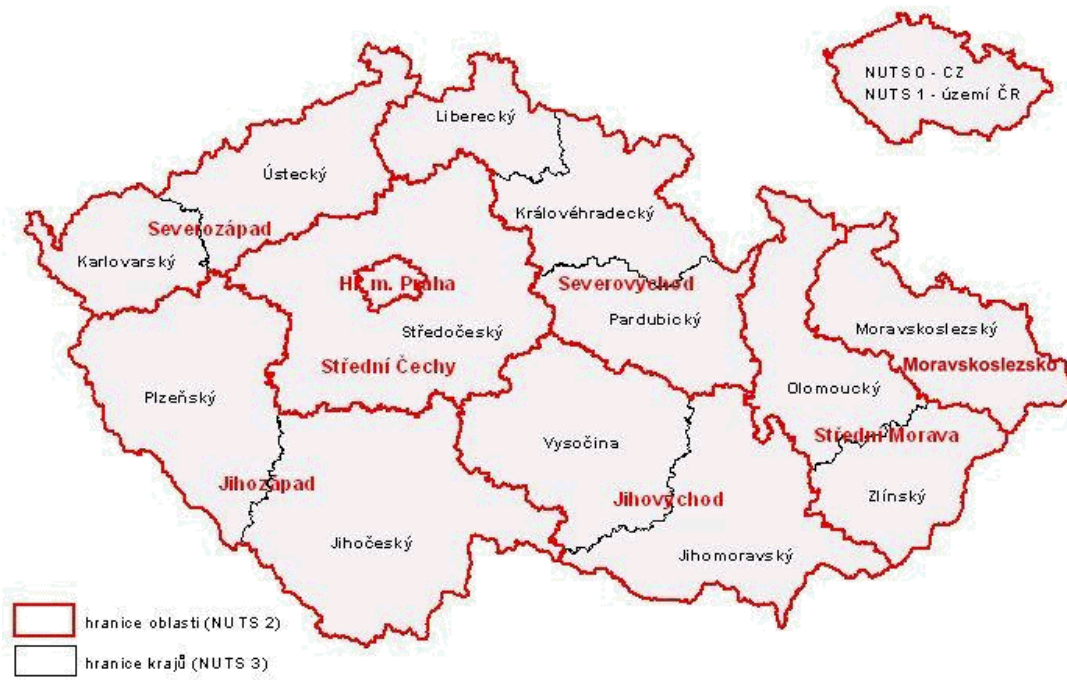 NUTS 0 - CZ
NUTS 1 - území ČR
Liberecký
Ústecký
Královéhradecký
Severozápad
Karlovarský
Hl. m. Praha
Severovýchod
Středočeský
Pardubický
Moravskoslezský
Střední Čechy
Moravskoslezsko
Plzeňský
Olomoucký
Vysočina
Střední Morava
Jihozápad
Jihovýchod
Zlínský
Jihočeský
Jihomoravský
hranice oblastí (NUTS 2)
hranice krajů (NUTS 3)